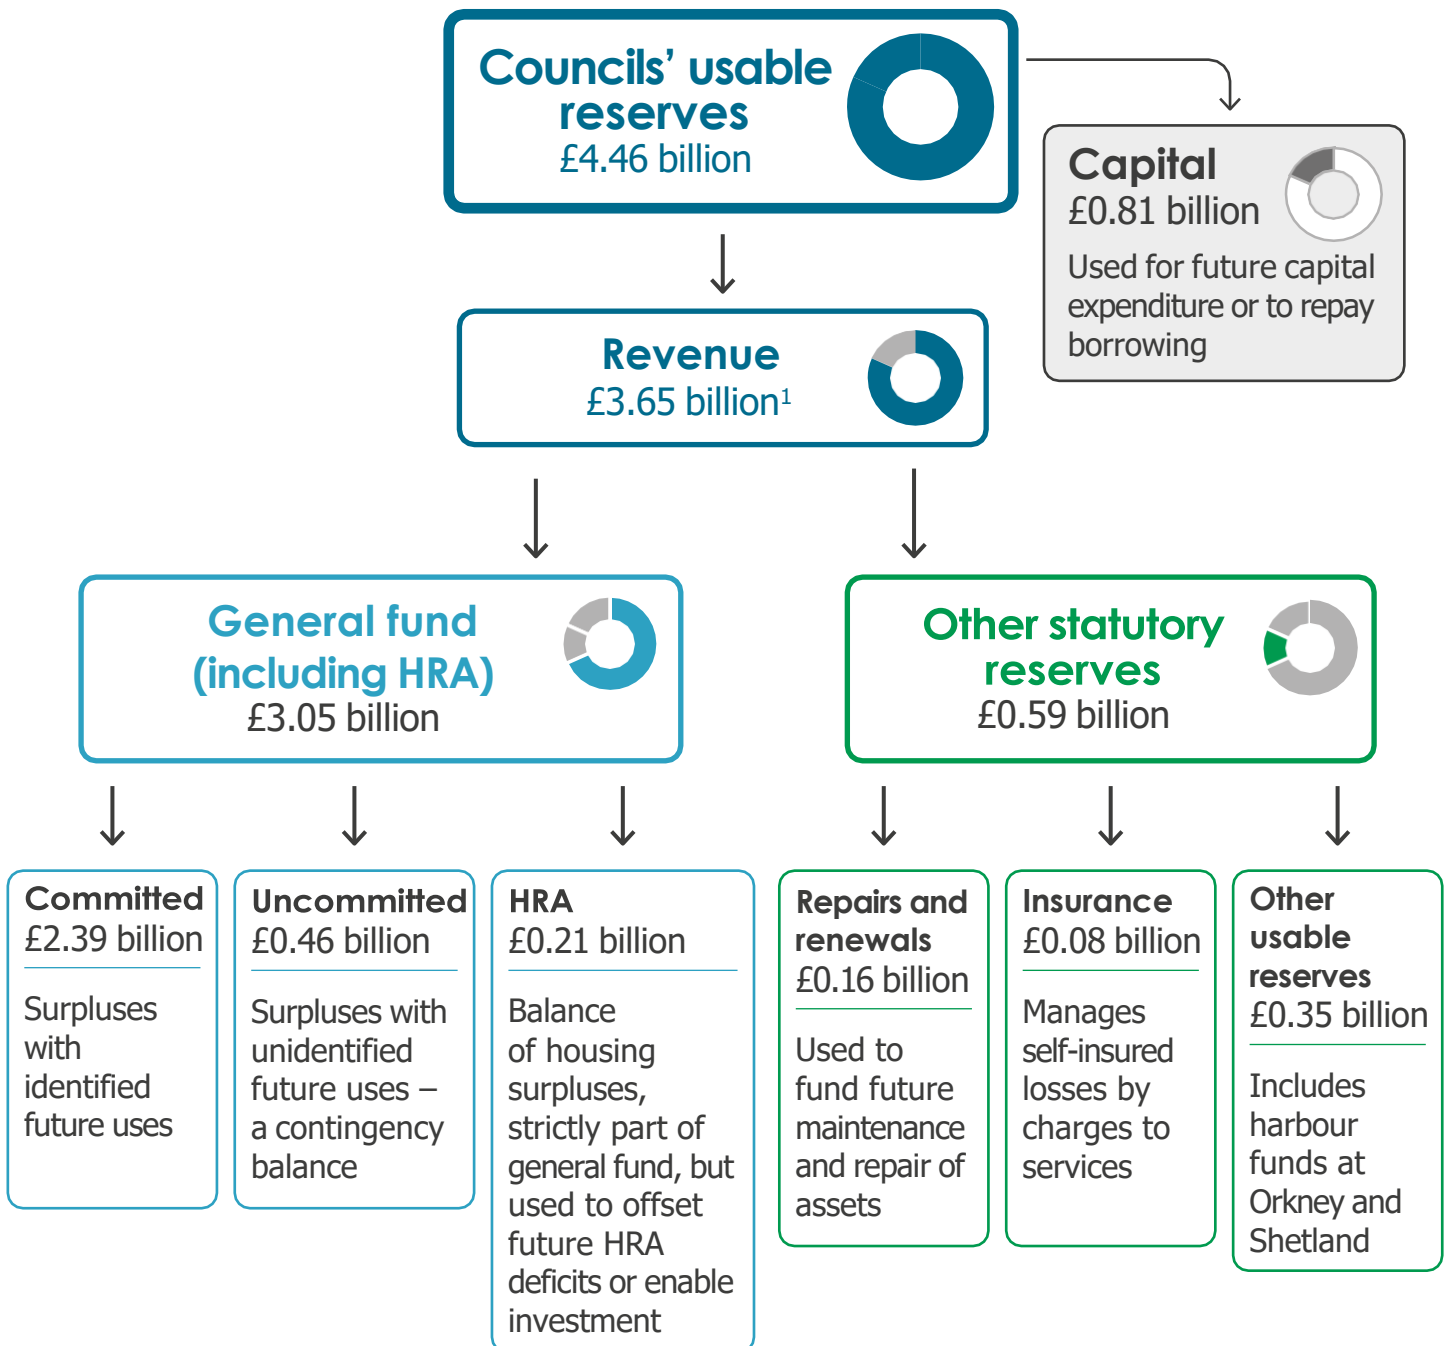 Councils’ usable
reserves
£4.46 billion
Capital
£0.81 billion
Used for future capital
expenditure or to repay
borrowing
Revenue
£3.65 billion¹
General fund
(including HRA)
£3.05 billion
Other statutory
reserves
£0.59 billion
Committed
£2.39 billion
Surpluses
with
identified
future uses
Uncommitted
£0.46 billion
Surpluses with
unidentified
future uses –
a contingency
balance
HRA
£0.21 billion
Balance
of housing
surpluses,
strictly part of
general fund, but
used to offset
future HRA
deficits or enable
investment
Repairs and
renewals
£0.16 billion
Used to
fund future
maintenance
and repair of
assets
Insurance
£0.08 billion
Manages
self-insured
losses by
charges to
services
Other
usable
reserves
£0.35 billion
Includes
harbour
funds at
Orkney and
Shetland